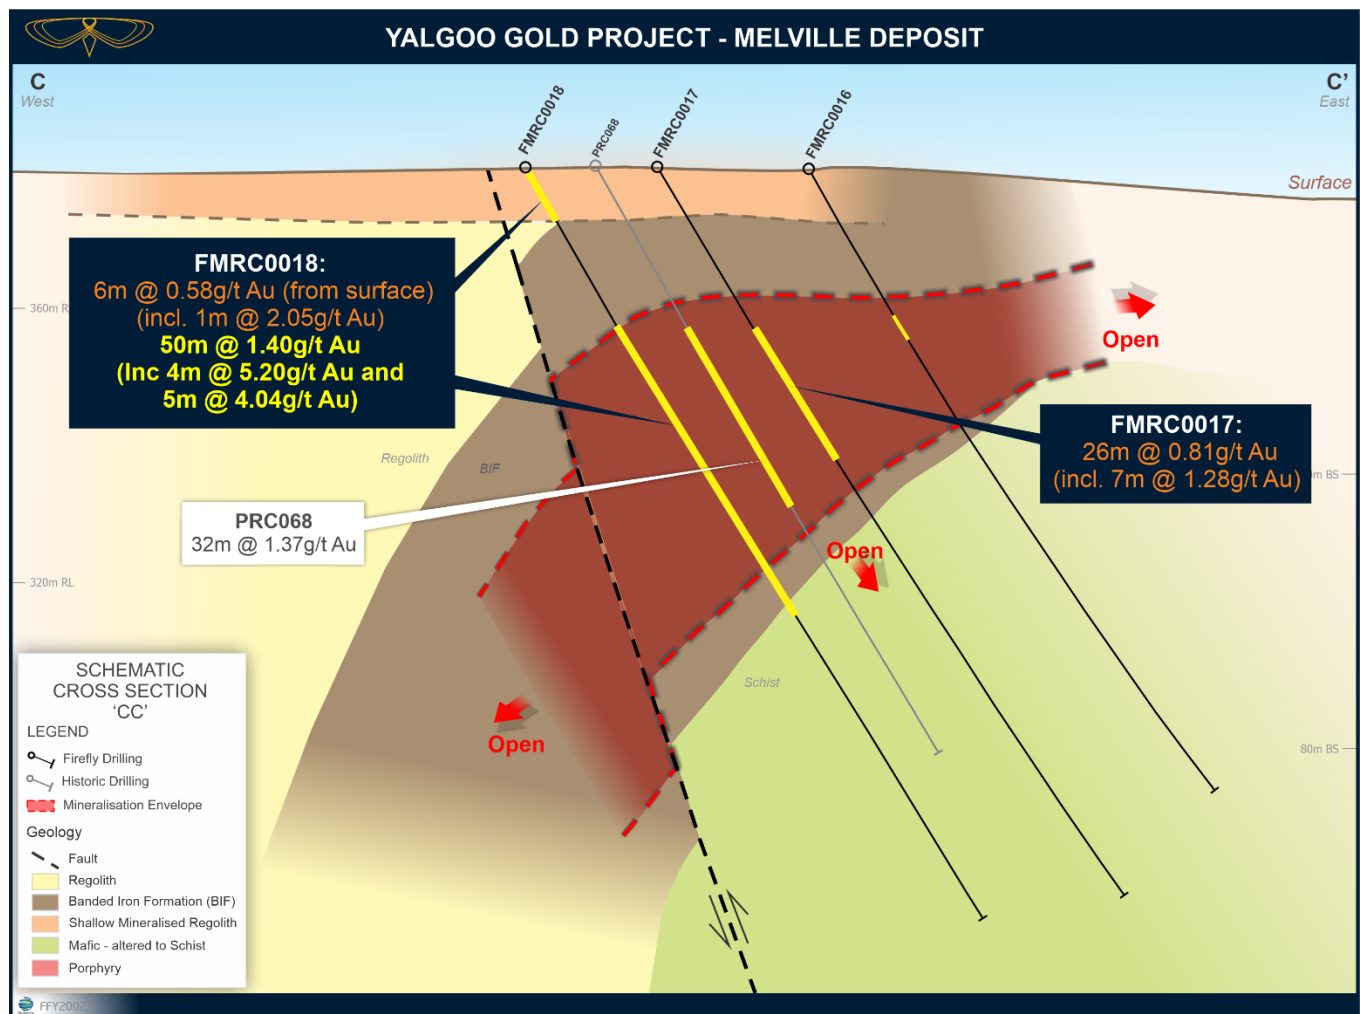 YALGOO GOLD PROJECT - MELVILLE DEPOSIT
C
West
C’
East
FMRC0018
PRC068
FMRC0017
FMRC0016
Surface
FMRC0018:
6m @ 0.58g/t Au (from surface)
(incl. 1m @ 2.05g/t Au)
50m @ 1.40g/t Au
(Inc 4m @ 5.20g/t Au and
5m @ 4.04g/t Au)
360m R
Open
FMRC0017:
26m @ 0.81g/t Au
(incl. 7m @ 1.28g/t Au)
m BS
Regolith
BIF
PRC068
32m @ 1.37g/t Au
Open
320m RL
Schist
Open
80m BS
SCHEMATIC
CROSS SECTION
‘CC’
LEGEND
Firefly Drilling
Historic Drilling
Mineralisation Envelope
Geology
Fault
Regolith
Banded Iron Formation (BIF)
Shallow Mineralised Regolith
Mafic - altered to Schist
Porphyry
FFY2002